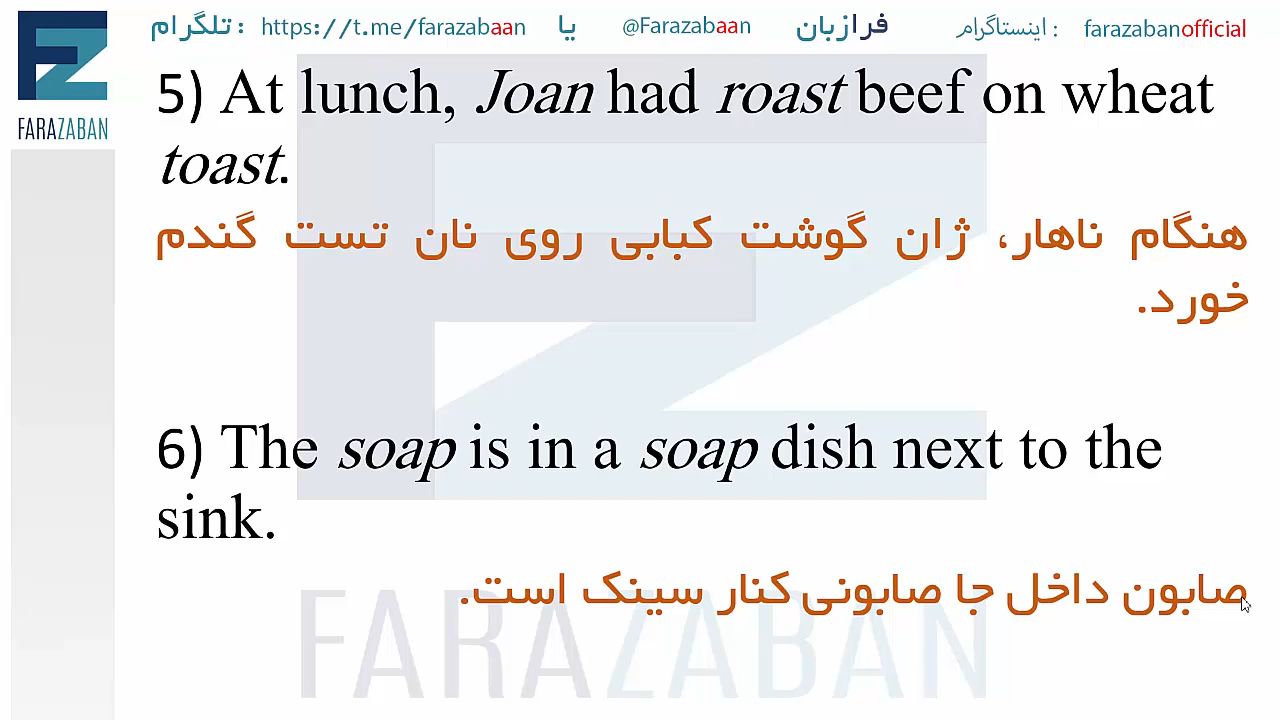 تلگرام : https://t.me/farazabaan یا @Farazabaan فرازبان اینستاگرام : farazabanofficial
FARAZABAN
5) At lunch, Joan had roast beef on wheat
toast.
هنگام ناهار، ژان گوشت کبابی روی نان تست گندم
خورد.
6) The soap is in a soap dish next to the
sink.
صابون داخل جا صابونی کنار سینک است.
FARAZABAN